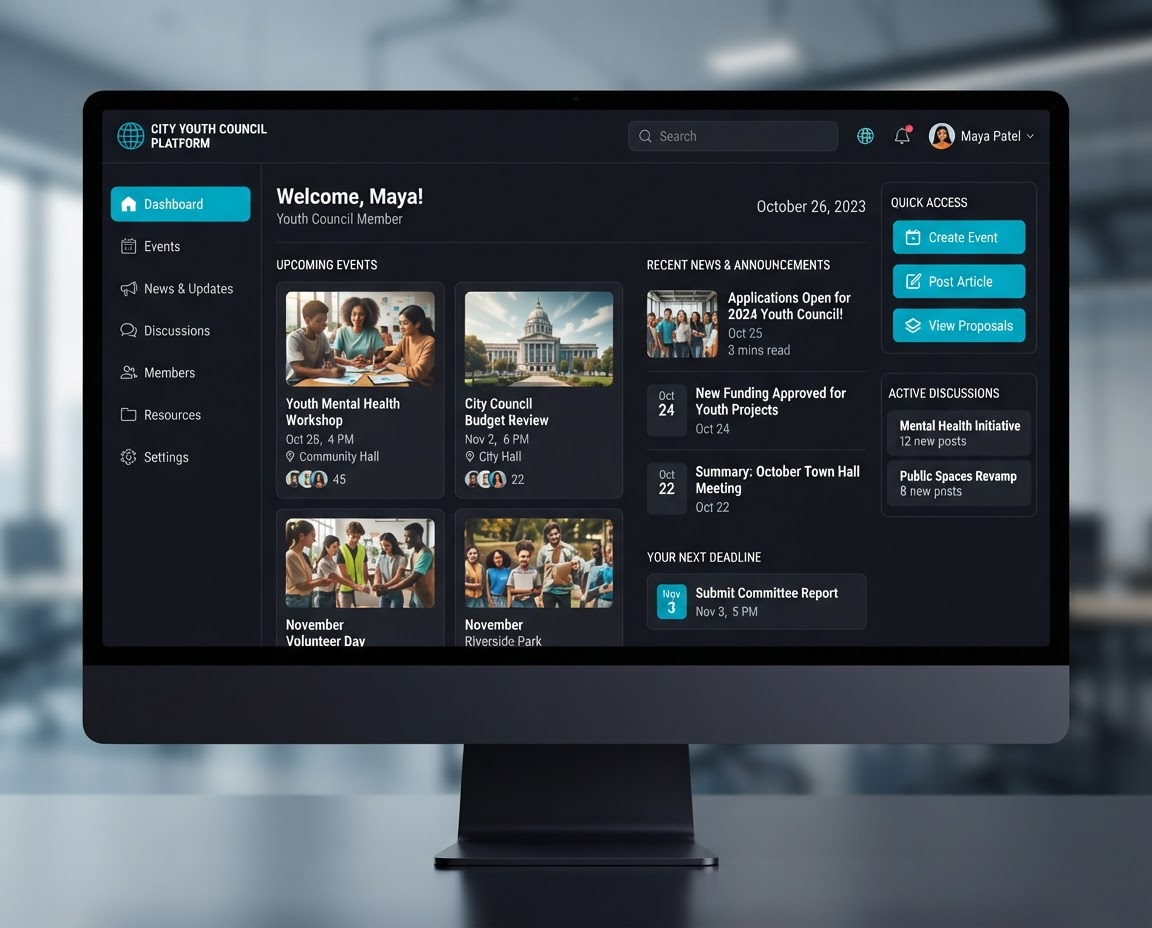 CITY YOUTH COUNCIL
PLATFORM
Search
Maya Patel
Dashboard
Events
News & Updates
Discussions
Members
Resources
Settings
Welcome, Maya!
Youth Council Member
October 26, 2023
UPCOMING EVENTS
Youth Mental Health
Workshop
Oct 28, 4 PM
Community Hall
45
City Council
Budget Review
Nov 2, 6 PM
City Hall
22
November
Volunteer Day
November
Riverside Park
RECENT NEWS & ANNOUNCEMENTS
Applications Open for
2024 Youth Council!
Oct 25
3 mins read
Oct
24
New Funding Approved for
Youth Projects
Oct 24
Oct
22
Summary: October Town Hall
Meeting
Oct 22
YOUR NEXT DEADLINE
Nov
3
Submit Committee Report
Nov 3, 5 PM
QUICK ACCESS
Create Event
Post Article
View Proposals
ACTIVE DISCUSSIONS
Mental Health Initiative
12 new posts
Public Spaces Revamp
8 new posts